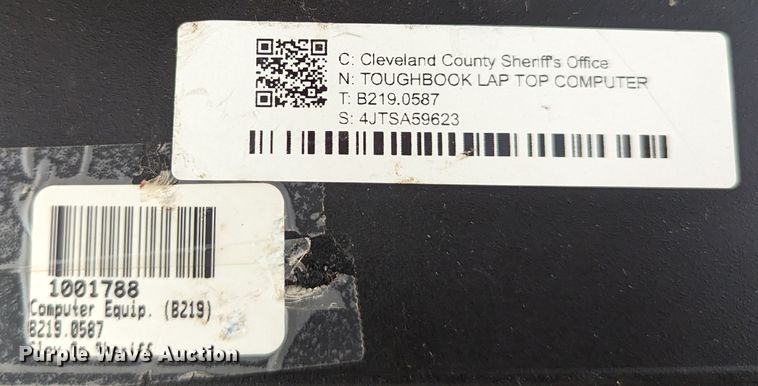 C: Cleveland County Sheriff's Office
N: TOUGHBOOK LAP TOP COMPUTER
T: B219.0587
S: 4JTSA59623
1001788
Computer Equip. (B219)
B219.0587
Sheriff
Purple Wave Auction